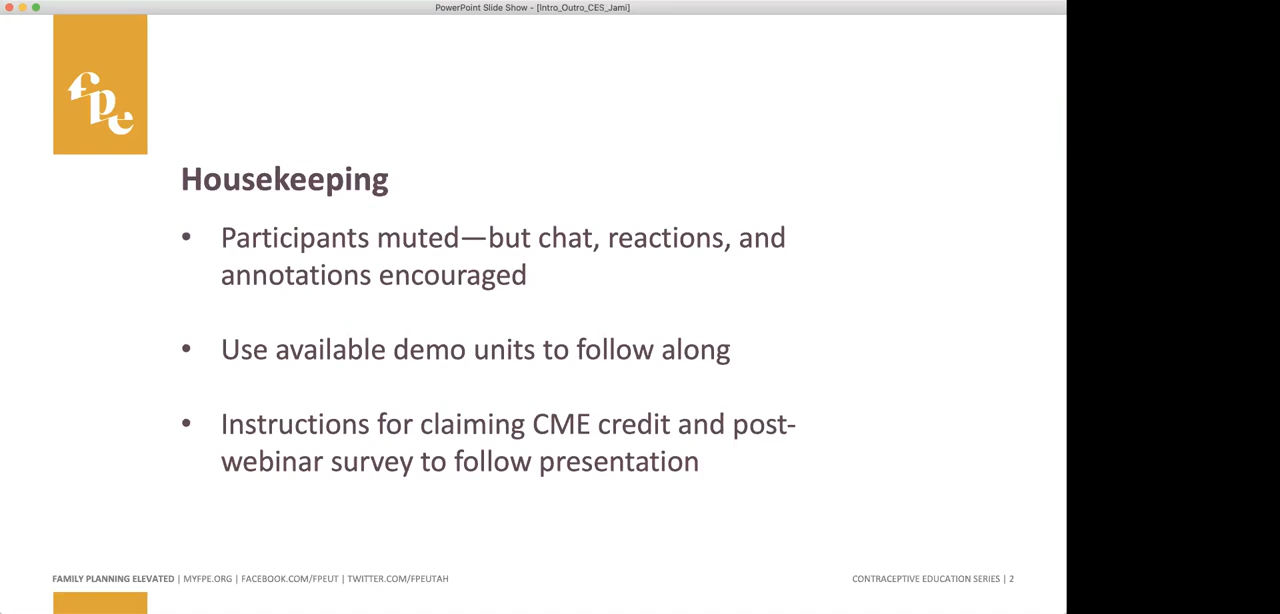 PowerPoint Slide Show - [Intro_Outro_CES_Jami]
fpe
Housekeeping
• Participants muted—but chat, reactions, and
annotations encouraged
• Use available demo units to follow along
• Instructions for claiming CME credit and post-
webinar survey to follow presentation
FAMILY PLANNING ELEVATED | MYFPE.ORG | FACEBOOK.COM/FPEUT | TWITTER.COM/FPEUTAH
CONTRACEPTIVE EDUCATION SERIES | 2